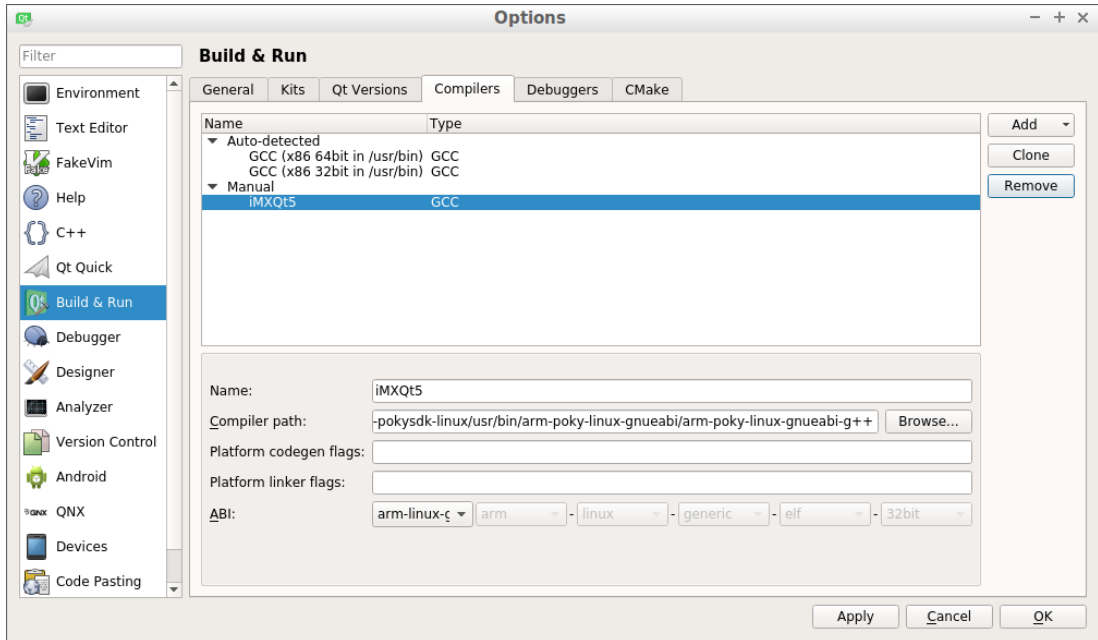 Options
Filter
Environment
Text Editor
FakeVim
Help
C++
Qt Quick
Build & Run
Debugger
Designer
Analyzer
Version Control
Android
QNX
Devices
Code Pasting
Build & Run
General Kits Qt Versions Compilers Debuggers CMake
Name Type
Auto-detected
GCC (x86 64bit in /usr/bin) GCC
GCC (x86 32bit in /usr/bin) GCC
Manual
iMXQt5 GCC
Add
Clone
Remove
Name: iMXQt5
Compiler path: -pokysdk-linux/usr/bin/arm-poky-linux-gnueabi/arm-poky-linux-gnueabi-g++ Browse...
Platform codegen flags:
Platform linker flags:
ABI: arm-linux-g arm - linux - generic - elf - 32bit
Apply Cancel OK